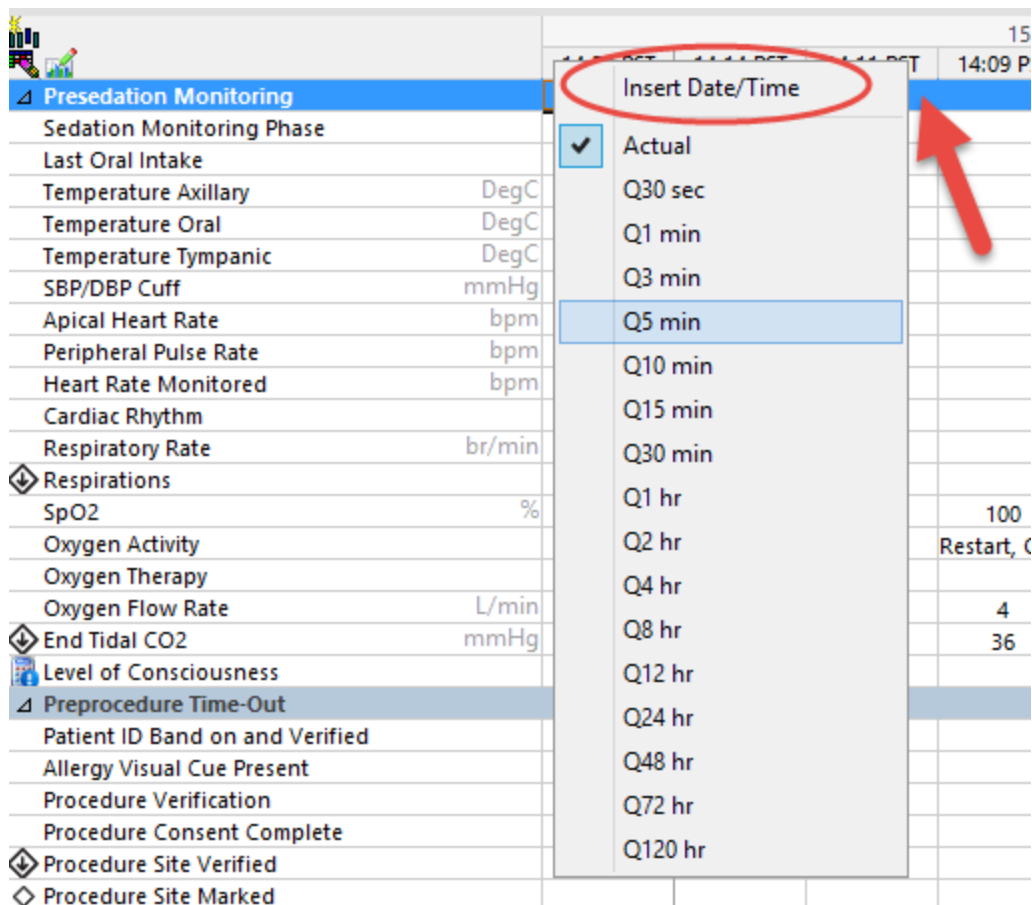 15
14:11 PST 14:09 P
Presedation Monitoring
Insert Date/Time
Sedation Monitoring Phase
Actual
Last Oral Intake
Temperature Axillary DegC
Q30 sec
Temperature Oral DegC
Q1 min
Temperature Tympanic DegC
Q3 min
SBP/DBP Cuff mmHg
Apical Heart Rate bpm
Q5 min
Peripheral Pulse Rate bpm
Q10 min
Heart Rate Monitored bpm
Cardiac Rhythm
Q15 min
Respiratory Rate br/min
Q30 min
Respirations
Q1 hr
SpO2 % 100
Oxygen Activity Restart,
Q2 hr
Oxygen Therapy
Q4 hr
Oxygen Flow Rate L/min 4
Q8 hr
End Tidal CO2 mmHg 36
Level of Consciousness
Q12 hr
Preprocedure Time-Out
Q24 hr
Patient ID Band on and Verified
Q48 hr
Allergy Visual Cue Present
Procedure Verification
Q72 hr
Procedure Consent Complete
Q120 hr
Procedure Site Verified
Procedure Site Marked